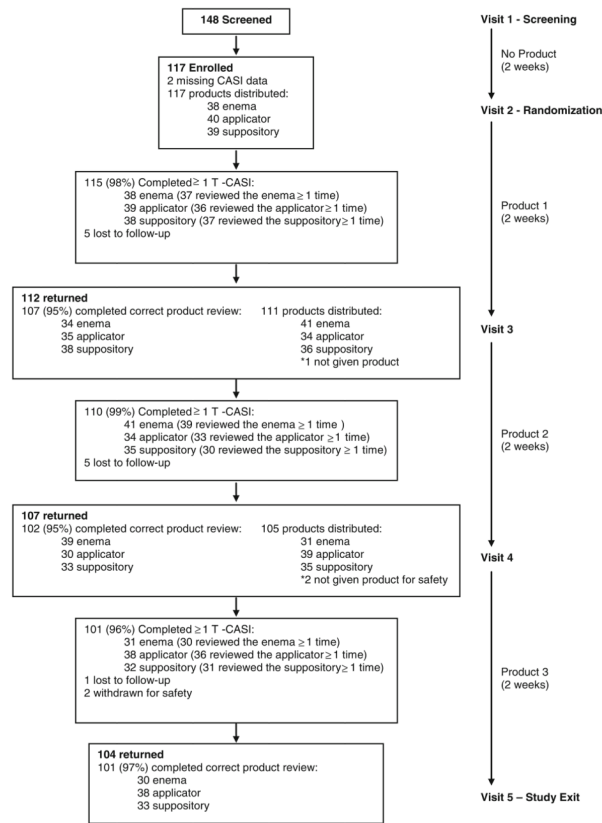 148 Screened
Visit 1 - Screening
No Product
(2 weeks)
117 Enrolled
2 missing CASI data
117 products distributed:
38 enema
40 applicator
39 suppository
Visit 2 - Randomization
115 (98%) Completed ≥ 1 T -CASI:
38 enema (37 reviewed the enema ≥ 1 time)
39 applicator (36 reviewed the applicator ≥ 1 time)
38 suppository (37 reviewed the suppository ≥ 1 time)
5 lost to follow-up
Product 1
(2 weeks)
112 returned
107 (95%) completed correct product review:
34 enema
35 applicator
38 suppository
111 products distributed:
41 enema
34 applicator
36 suppository
*1 not given product
Visit 3
110 (99%) Completed ≥ 1 T -CASI:
41 enema (39 reviewed the enema ≥ 1 time )
34 applicator (33 reviewed the applicator ≥ 1 time)
35 suppository (30 reviewed the suppository ≥ 1 time)
5 lost to follow-up
Product 2
(2 weeks)
107 returned
102 (95%) completed correct product review:
39 enema
30 applicator
33 suppository
105 products distributed:
31 enema
39 applicator
35 suppository
*2 not given product for safety
Visit 4
101 (96%) Completed ≥ 1 T -CASI:
31 enema (30 reviewed the enema ≥ 1 time)
38 applicator (36 reviewed the applicator ≥ 1 time)
32 suppository (31 reviewed the suppository ≥ 1 time)
1 lost to follow-up
2 withdrawn for safety
Product 3
(2 weeks)
104 returned
101 (97%) completed correct product review:
30 enema
38 applicator
33 suppository
Visit 5 – Study Exit